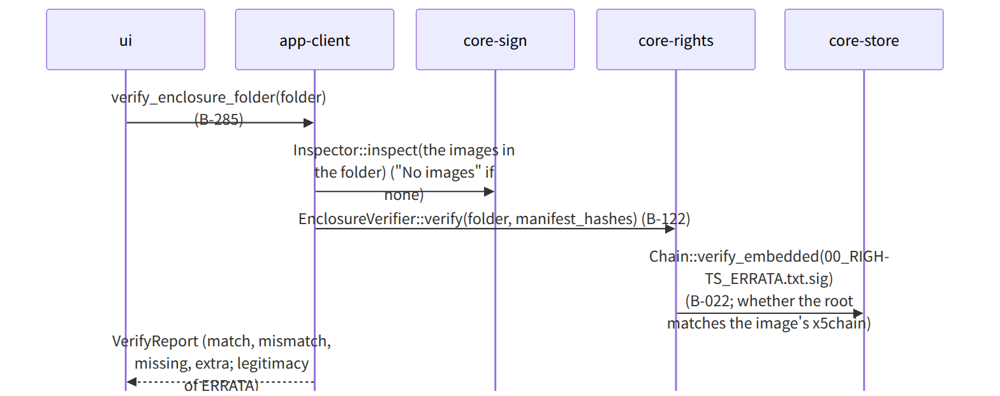 ui
app-client
core-sign
core-rights
core-store
verify_enclosure_folder(folder)
(B-285)
Inspector::inspect(the images in
the folder) ("No images" if
none)
EnclosureVerifier::verify(folder, manifest_hashes) (B-122)
Chain::verify_embedded(00_RIGH-
TS_ERRATA.txt.sig)
(B-022; whether the root
matches the image's x5chain)
VerifyReport (match, mismatch,
missing, extra; legitimacy
of ERRATA)